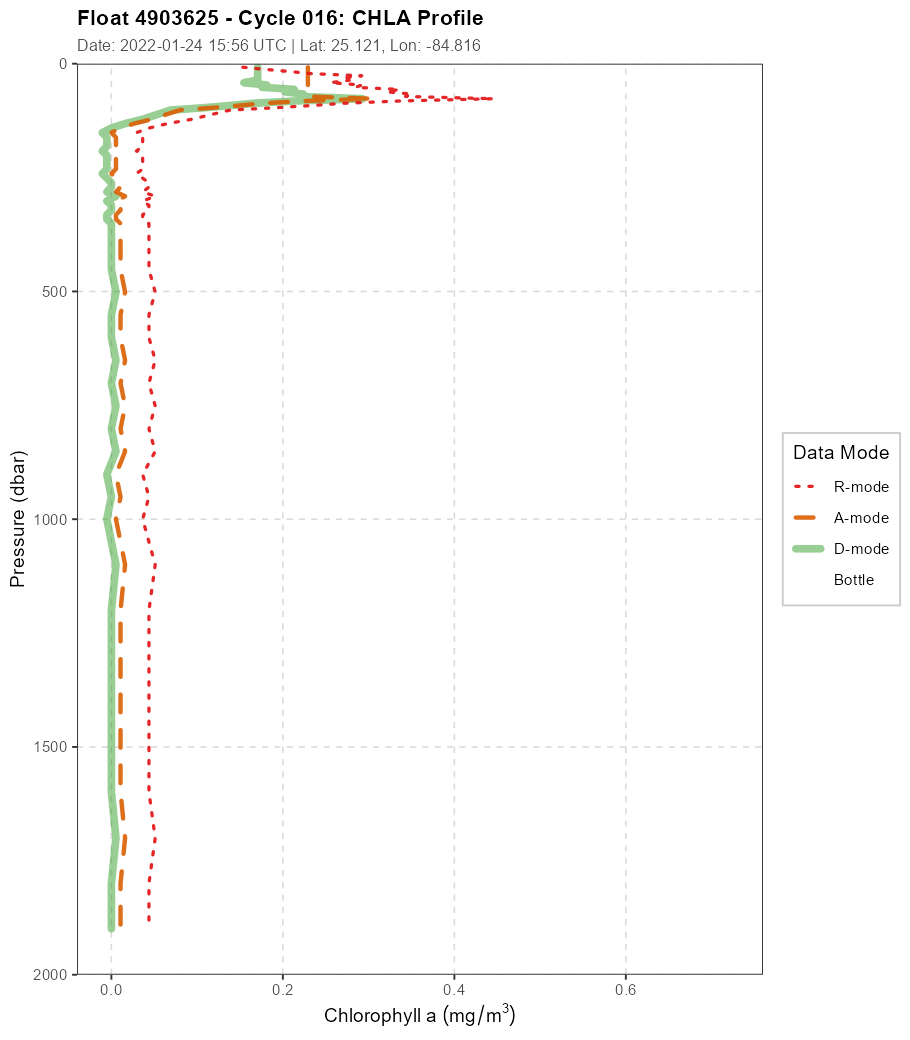 Float 4903625 - Cycle 016: CHLA Profile
Date: 2022-01-24 15:56 UTC | Lat: 25.121, Lon: -84.816
0
500
1000
1500
2000
Pressure (dbar)
0.0 0.2 0.4 0.6
Chlorophyll a (mg/m³)
Data Mode
R-mode
A-mode
D-mode
Bottle